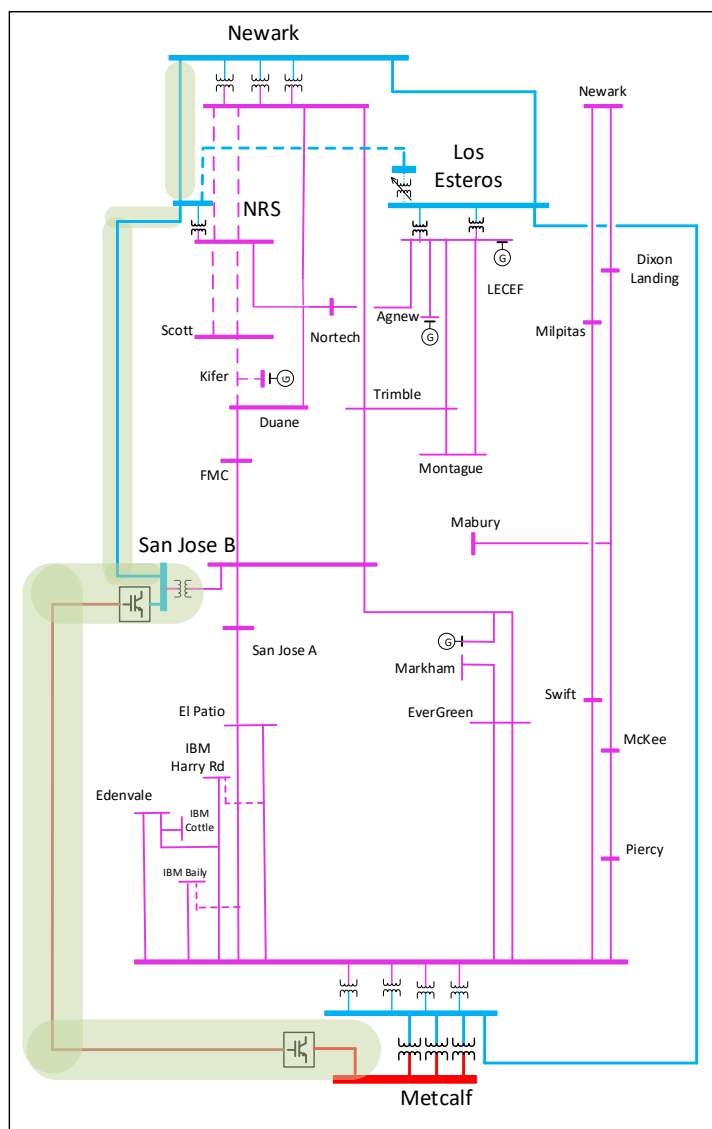 Newark
Newark
Los
Esteros
NRS
Dixon
Landing
G
LECEF
Agnew
G
Nortech
Milpitas
Scott
Kifer
G
Duane
Trimble
FMC
Montague
Mabury
San Jose B
San Jose A
G
Markham
El Patio
EverGreen
Swift
McKee
IBM
Harry Rd
Edenvale
IBM
Cottle
Piercy
IBM Baily
Metcalf